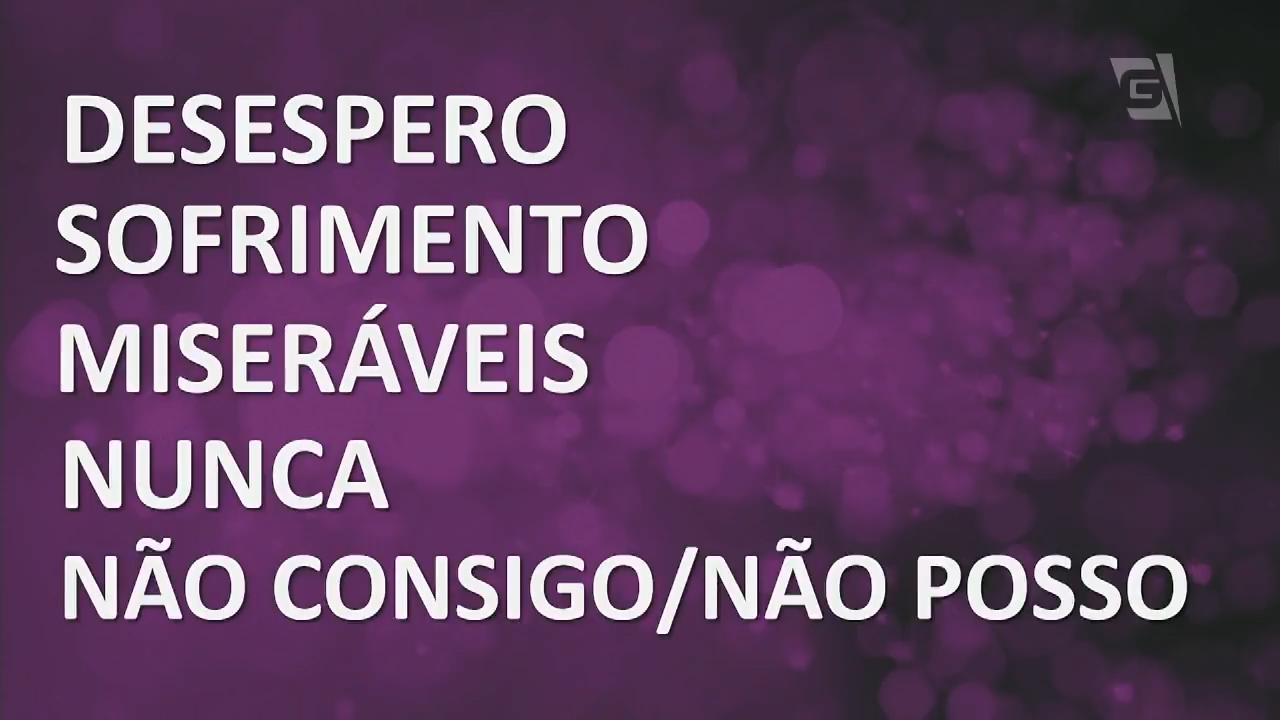 DESESPERO
SOFRIMENTO
MISERÁVEIS
NUNCA
NÃO CONSIGO/NÃO POSSO